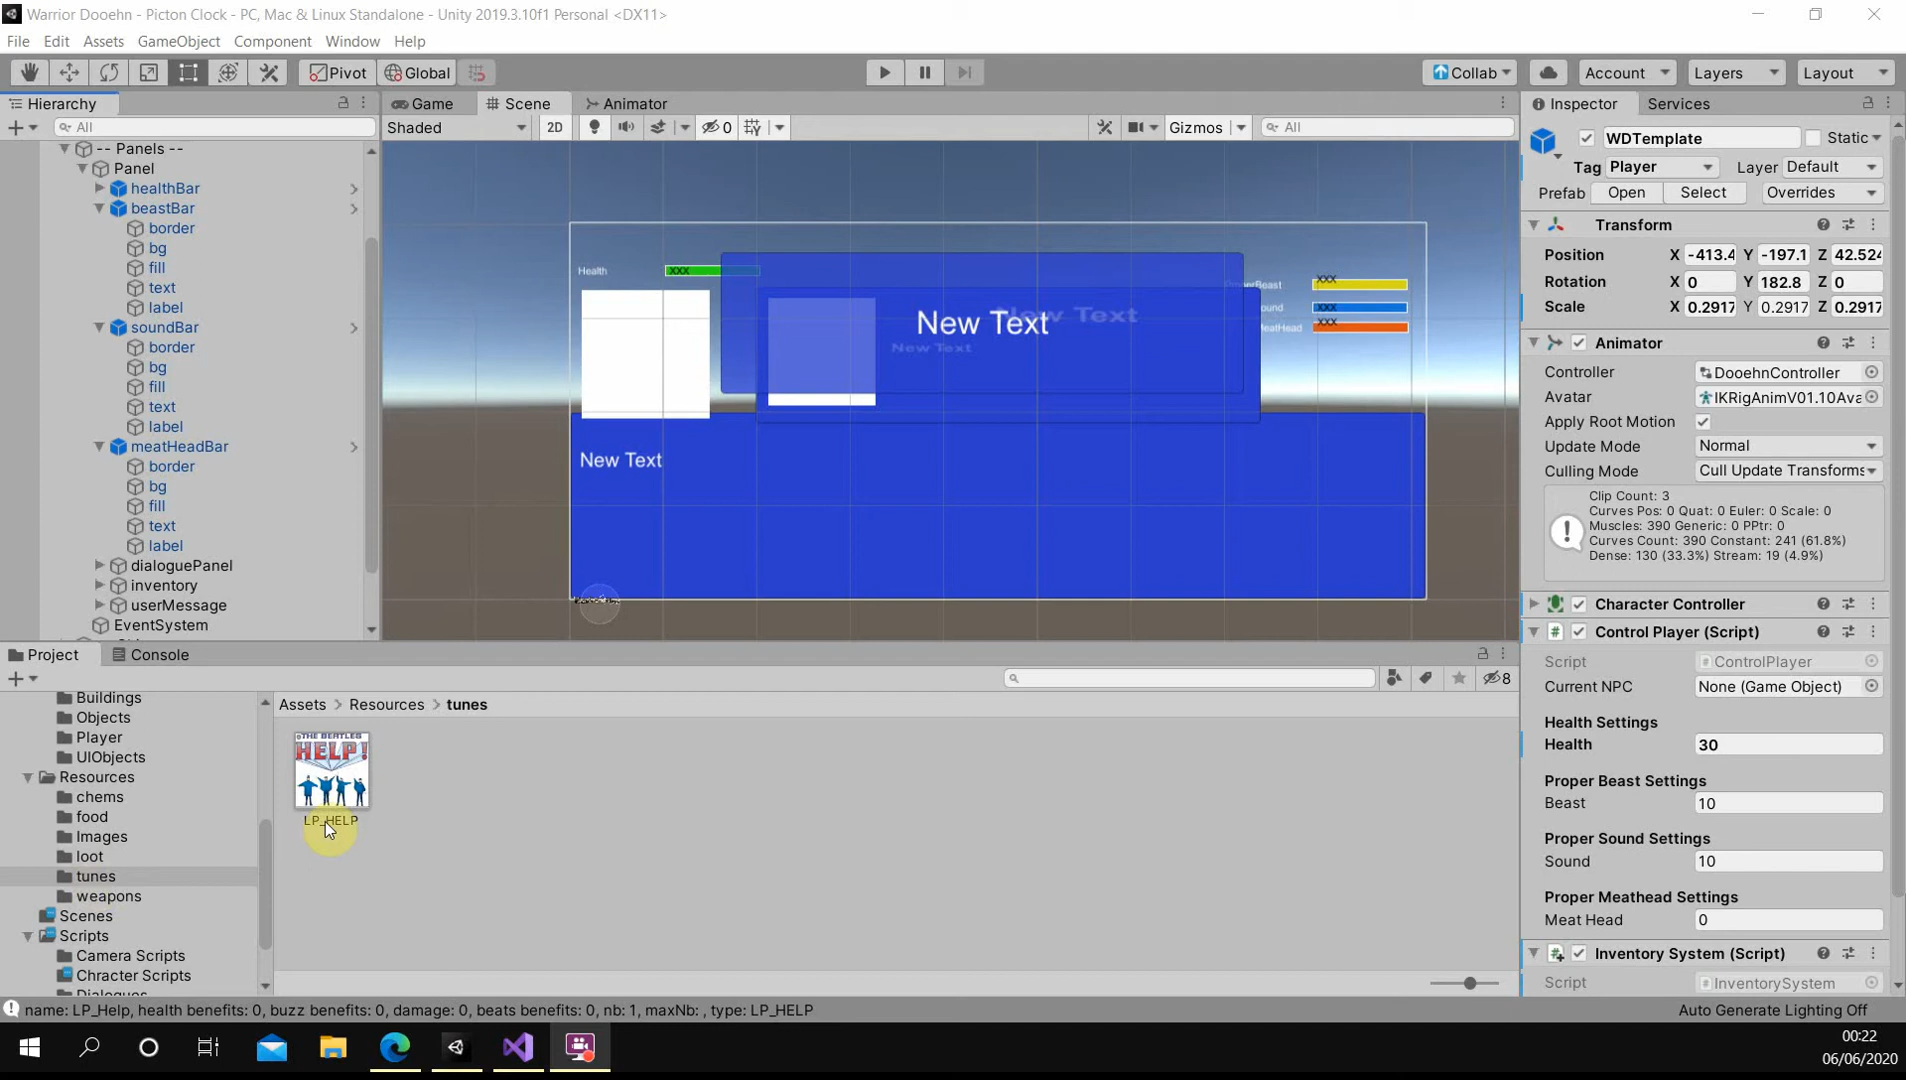 Warrior Dooehn - Picton Clock - PC, Mac & Linux Standalone - Unity 2019.3.10f1 Personal <DX11>
File Edit Assets GameObject Component Window Help
Pivot Global Collab Account Layers Layout
Hierarchy
All
-- Panels --
Panel
healthBar
beastBar
border
bg
fill
text
label
soundBar
border
bg
fill
text
label
meatHeadBar
border
bg
fill
text
label
dialoguePanel
inventory
userMessage
EventSystem
Game Scene Animator
Shaded 2D 0 Gizmos All
Health XXX
New Text
New Text
New Text
XXX
XXX
XXX
New Text
Inspector Services
WDTemplate Static
Tag Player Layer Default
Prefab Open Select Overrides
Transform
Position X -413.4 Y -197.1 Z 42.524
Rotation X 0 Y 182.8 Z 0
Scale X 0.2917 Y 0.2917 Z 0.2917
Animator
Controller DooehnController
Avatar IKRigAnimV01.10Ava
Apply Root Motion
Update Mode Normal
Culling Mode Cull Update Transforms
Clip Count: 3
Curves Pos: 0 Quat: 0 Euler: 0 Scale: 0
Muscles: 390 Generic: 0 PPtr: 0
Curves Count: 390 Constant: 241 (61.8%)
Dense: 130 (33.3%) Stream: 19 (4.9%)
Character Controller
Control Player (Script)
Script ControlPlayer
Current NPC None (Game Object)
Health Settings
Health 30
Proper Beast Settings
Beast 10
Proper Sound Settings
Sound 10
Proper Meathead Settings
Meat Head 0
Inventory System (Script)
Script InventorySystem
Project Console
8
Buildings
Objects
Player
UIObjects
Resources
chems
food
Images
loot
tunes
weapons
Scenes
Scripts
Camera Scripts
Chracter Scripts
Assets > Resources > tunes
THE BEATLES
HELP!
LP_HELP
name: LP_Help, health benefits: 0, buzz benefits: 0, damage: 0, beats benefits: 0, nb: 1, maxNb: , type: LP_HELP
Auto Generate Lighting Off
00:22
06/06/2020